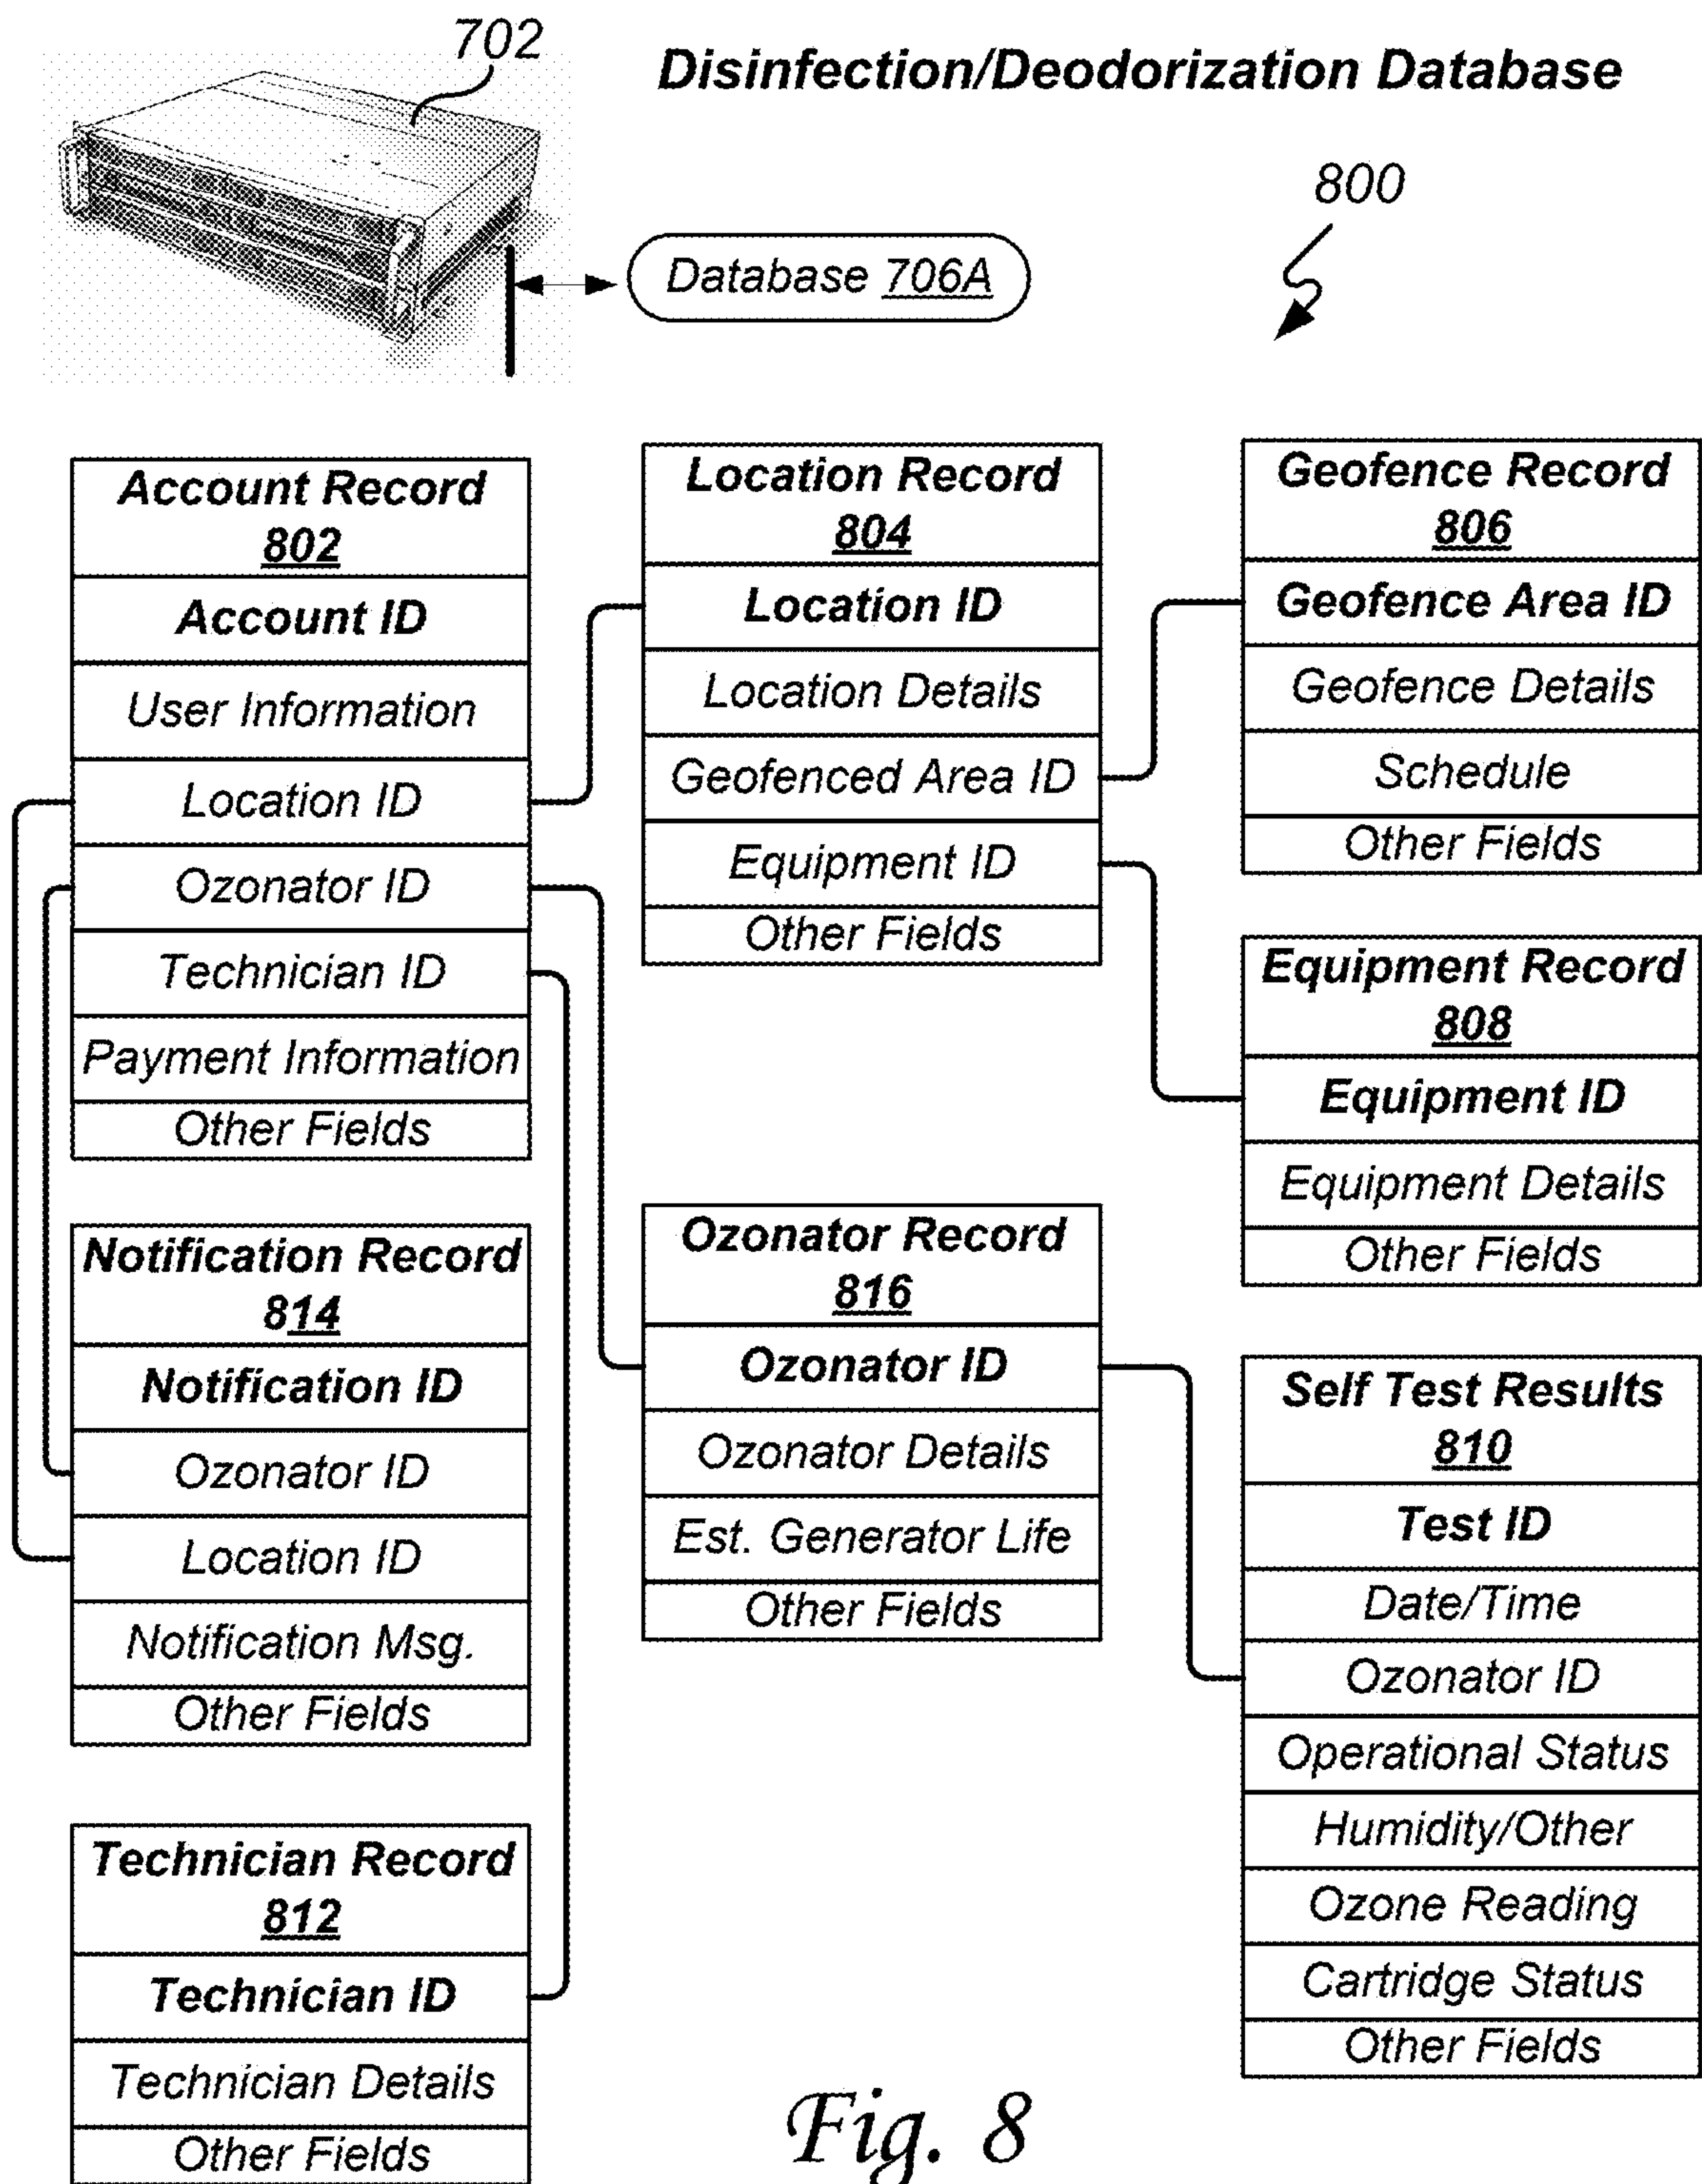 702
Disinfection/Deodorization Database
800
Database 706A
Account Record
802
Account ID
User Information
Location ID
Ozonator ID
Technician ID
Payment Information
Other Fields
Notification Record
814
Notification ID
Ozonator ID
Location ID
Notification Msg.
Other Fields
Technician Record
812
Technician ID
Technician Details
Other Fields
Location Record
804
Location ID
Location Details
Geofenced Area ID
Equipment ID
Other Fields
Ozonator Record
816
Ozonator ID
Ozonator Details
Est. Generator Life
Other Fields
Geofence Record
806
Geofence Area ID
Geofence Details
Schedule
Other Fields
Equipment Record
808
Equipment ID
Equipment Details
Other Fields
Self Test Results
810
Test ID
Date/Time
Ozonator ID
Operational Status
Humidity/Other
Ozone Reading
Cartridge Status
Other Fields
Fig. 8